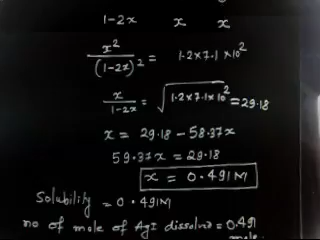 1-2x x x
x²/(1-2x)² = 1.2×7.1×10²
x/1-2x = √1.2×7.1×10² = 29.18
x = 29.18 - 58.37x
59.37x = 29.18
x = 0.491M
Solubility = 0.491M
no of mole of AgI dissolved = 0.491
mole.